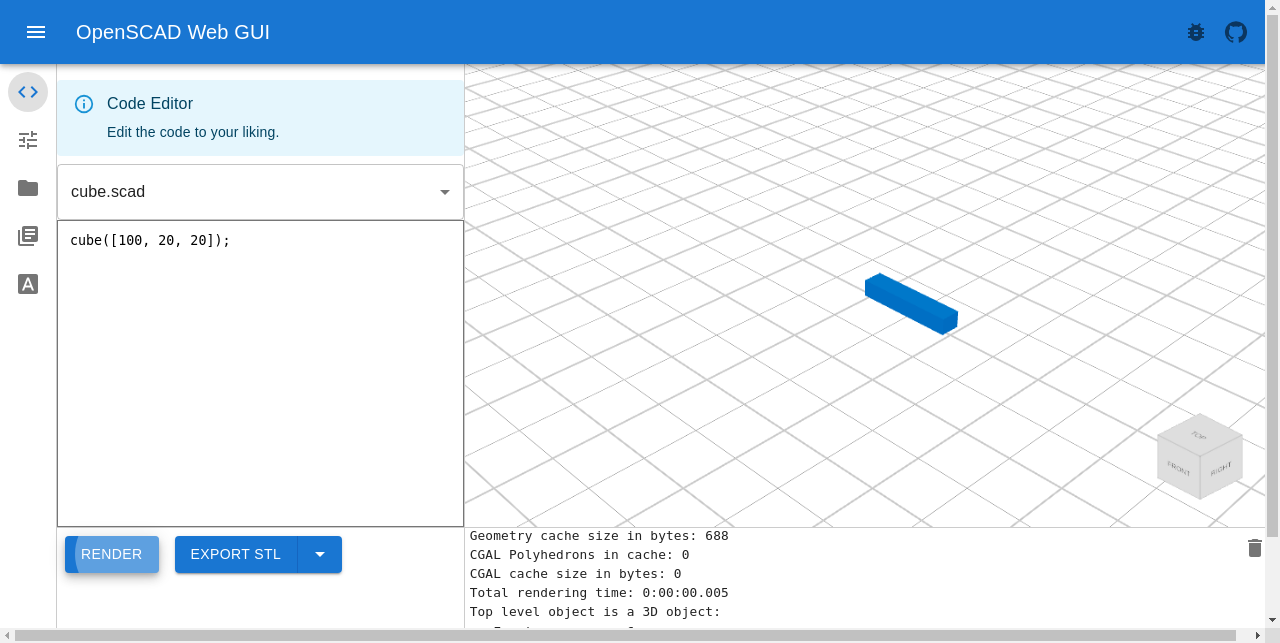 OpenSCAD Web GUI
Code Editor
Edit the code to your liking.
cube.scad
cube([100, 20, 20]);
TOP
FRONT
RIGHT
RENDER
EXPORT STL
Geometry cache size in bytes: 688
CGAL Polyhedrons in cache: 0
CGAL cache size in bytes: 0
Total rendering time: 0:00:00.005
Top level object is a 3D object: